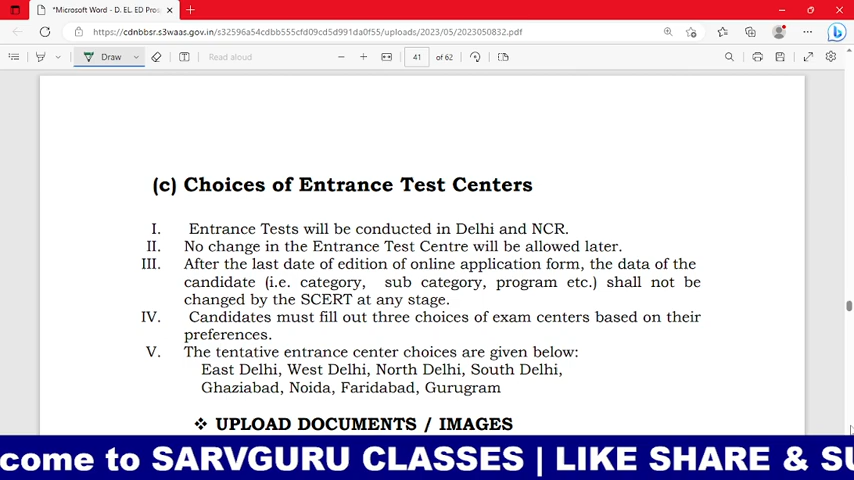 *Microsoft Word - D. EL. ED Pros
https://cdnbbsr.s3waas.gov.in/s32596a54cdbb555cfd09cd5d991da0f55/uploads/2023/05/2023050832.pdf
Draw
Read aloud
41 of 62
(c) Choices of Entrance Test Centers
I. Entrance Tests will be conducted in Delhi and NCR.
II. No change in the Entrance Test Centre will be allowed later.
III. After the last date of edition of online application form, the data of the
candidate (i.e. category, sub category, program etc.) shall not be
changed by the SCERT at any stage.
IV. Candidates must fill out three choices of exam centers based on their
preferences.
V. The tentative entrance center choices are given below:
East Delhi, West Delhi, North Delhi, South Delhi,
Ghaziabad, Noida, Faridabad, Gurugram
❖ UPLOAD DOCUMENTS / IMAGES
come to SARVGURU CLASSES | LIKE SHARE & SU